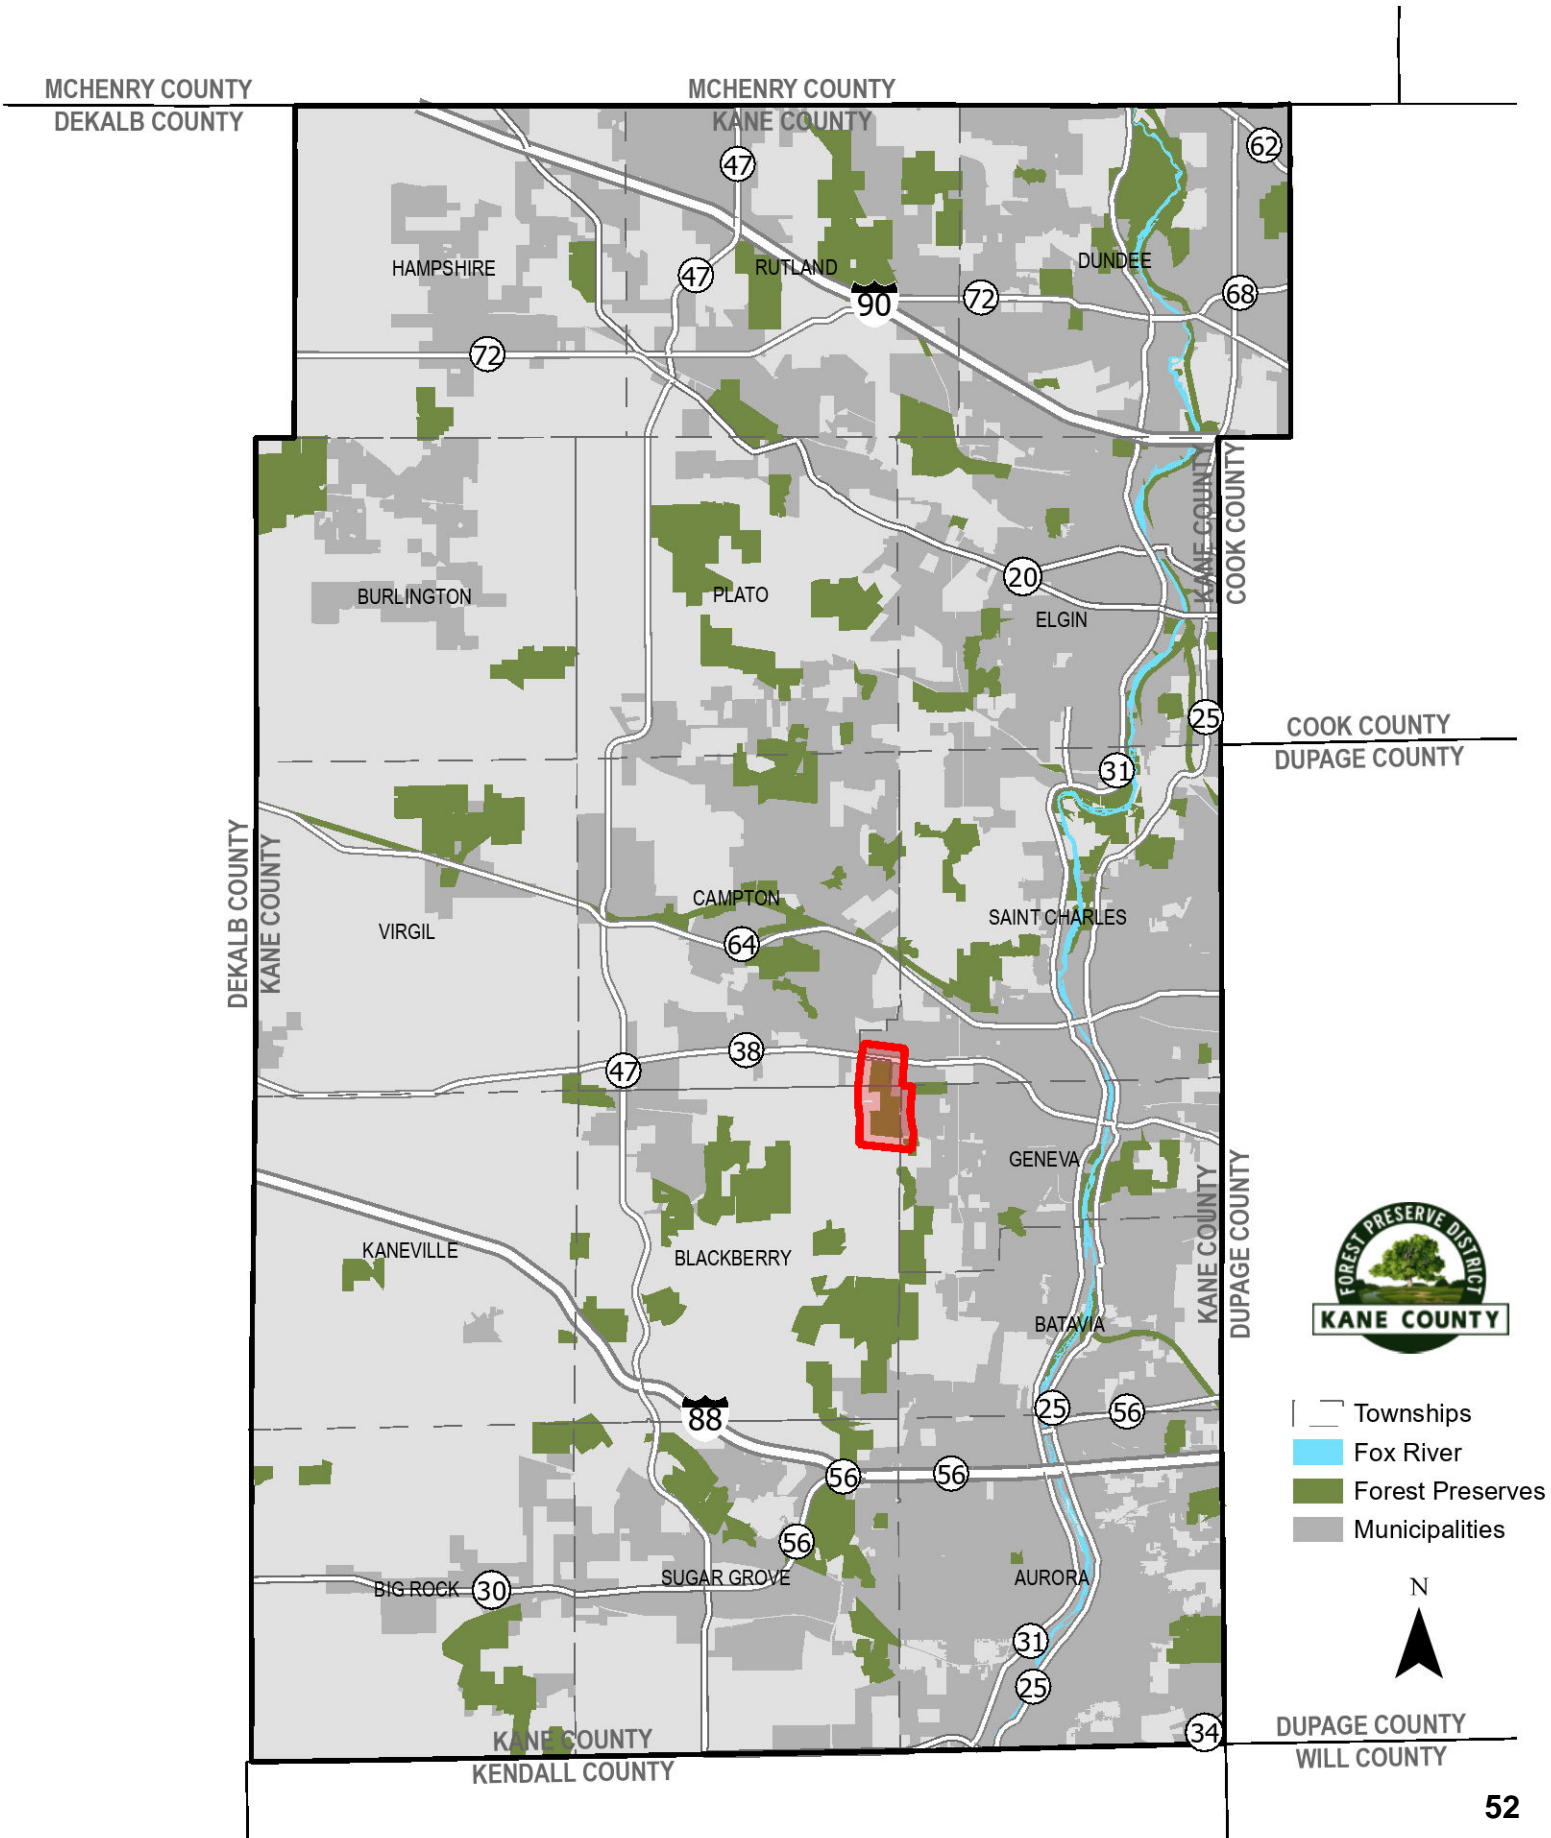 MCHENRY COUNTY
DEKALB COUNTY
MCHENRY COUNTY
KANE COUNTY
62
47
HAMPSHIRE
47
RUTLAND
DUNDEE
90
72
68
72
KANE COUNTY
COOK COUNTY
20
BURLINGTON
PLATO
ELGIN
25
COOK COUNTY
DUPAGE COUNTY
31
DEKALB COUNTY
KANE COUNTY
CAMPTON
VIRGIL
64
SAINT CHARLES
38
47
GENEVA
KANE COUNTY
DUPAGE COUNTY
KANEVILLE
BLACKBERRY
BATAVIA
FOREST PRESERVE DISTRICT
KANE COUNTY
88
25
56
Townships
56
56
Fox River
Forest Preserves
Municipalities
56
BIG ROCK
30
SUGAR GROVE
AURORA
N
31
25
34
KANE COUNTY
KENDALL COUNTY
DUPAGE COUNTY
WILL COUNTY
52